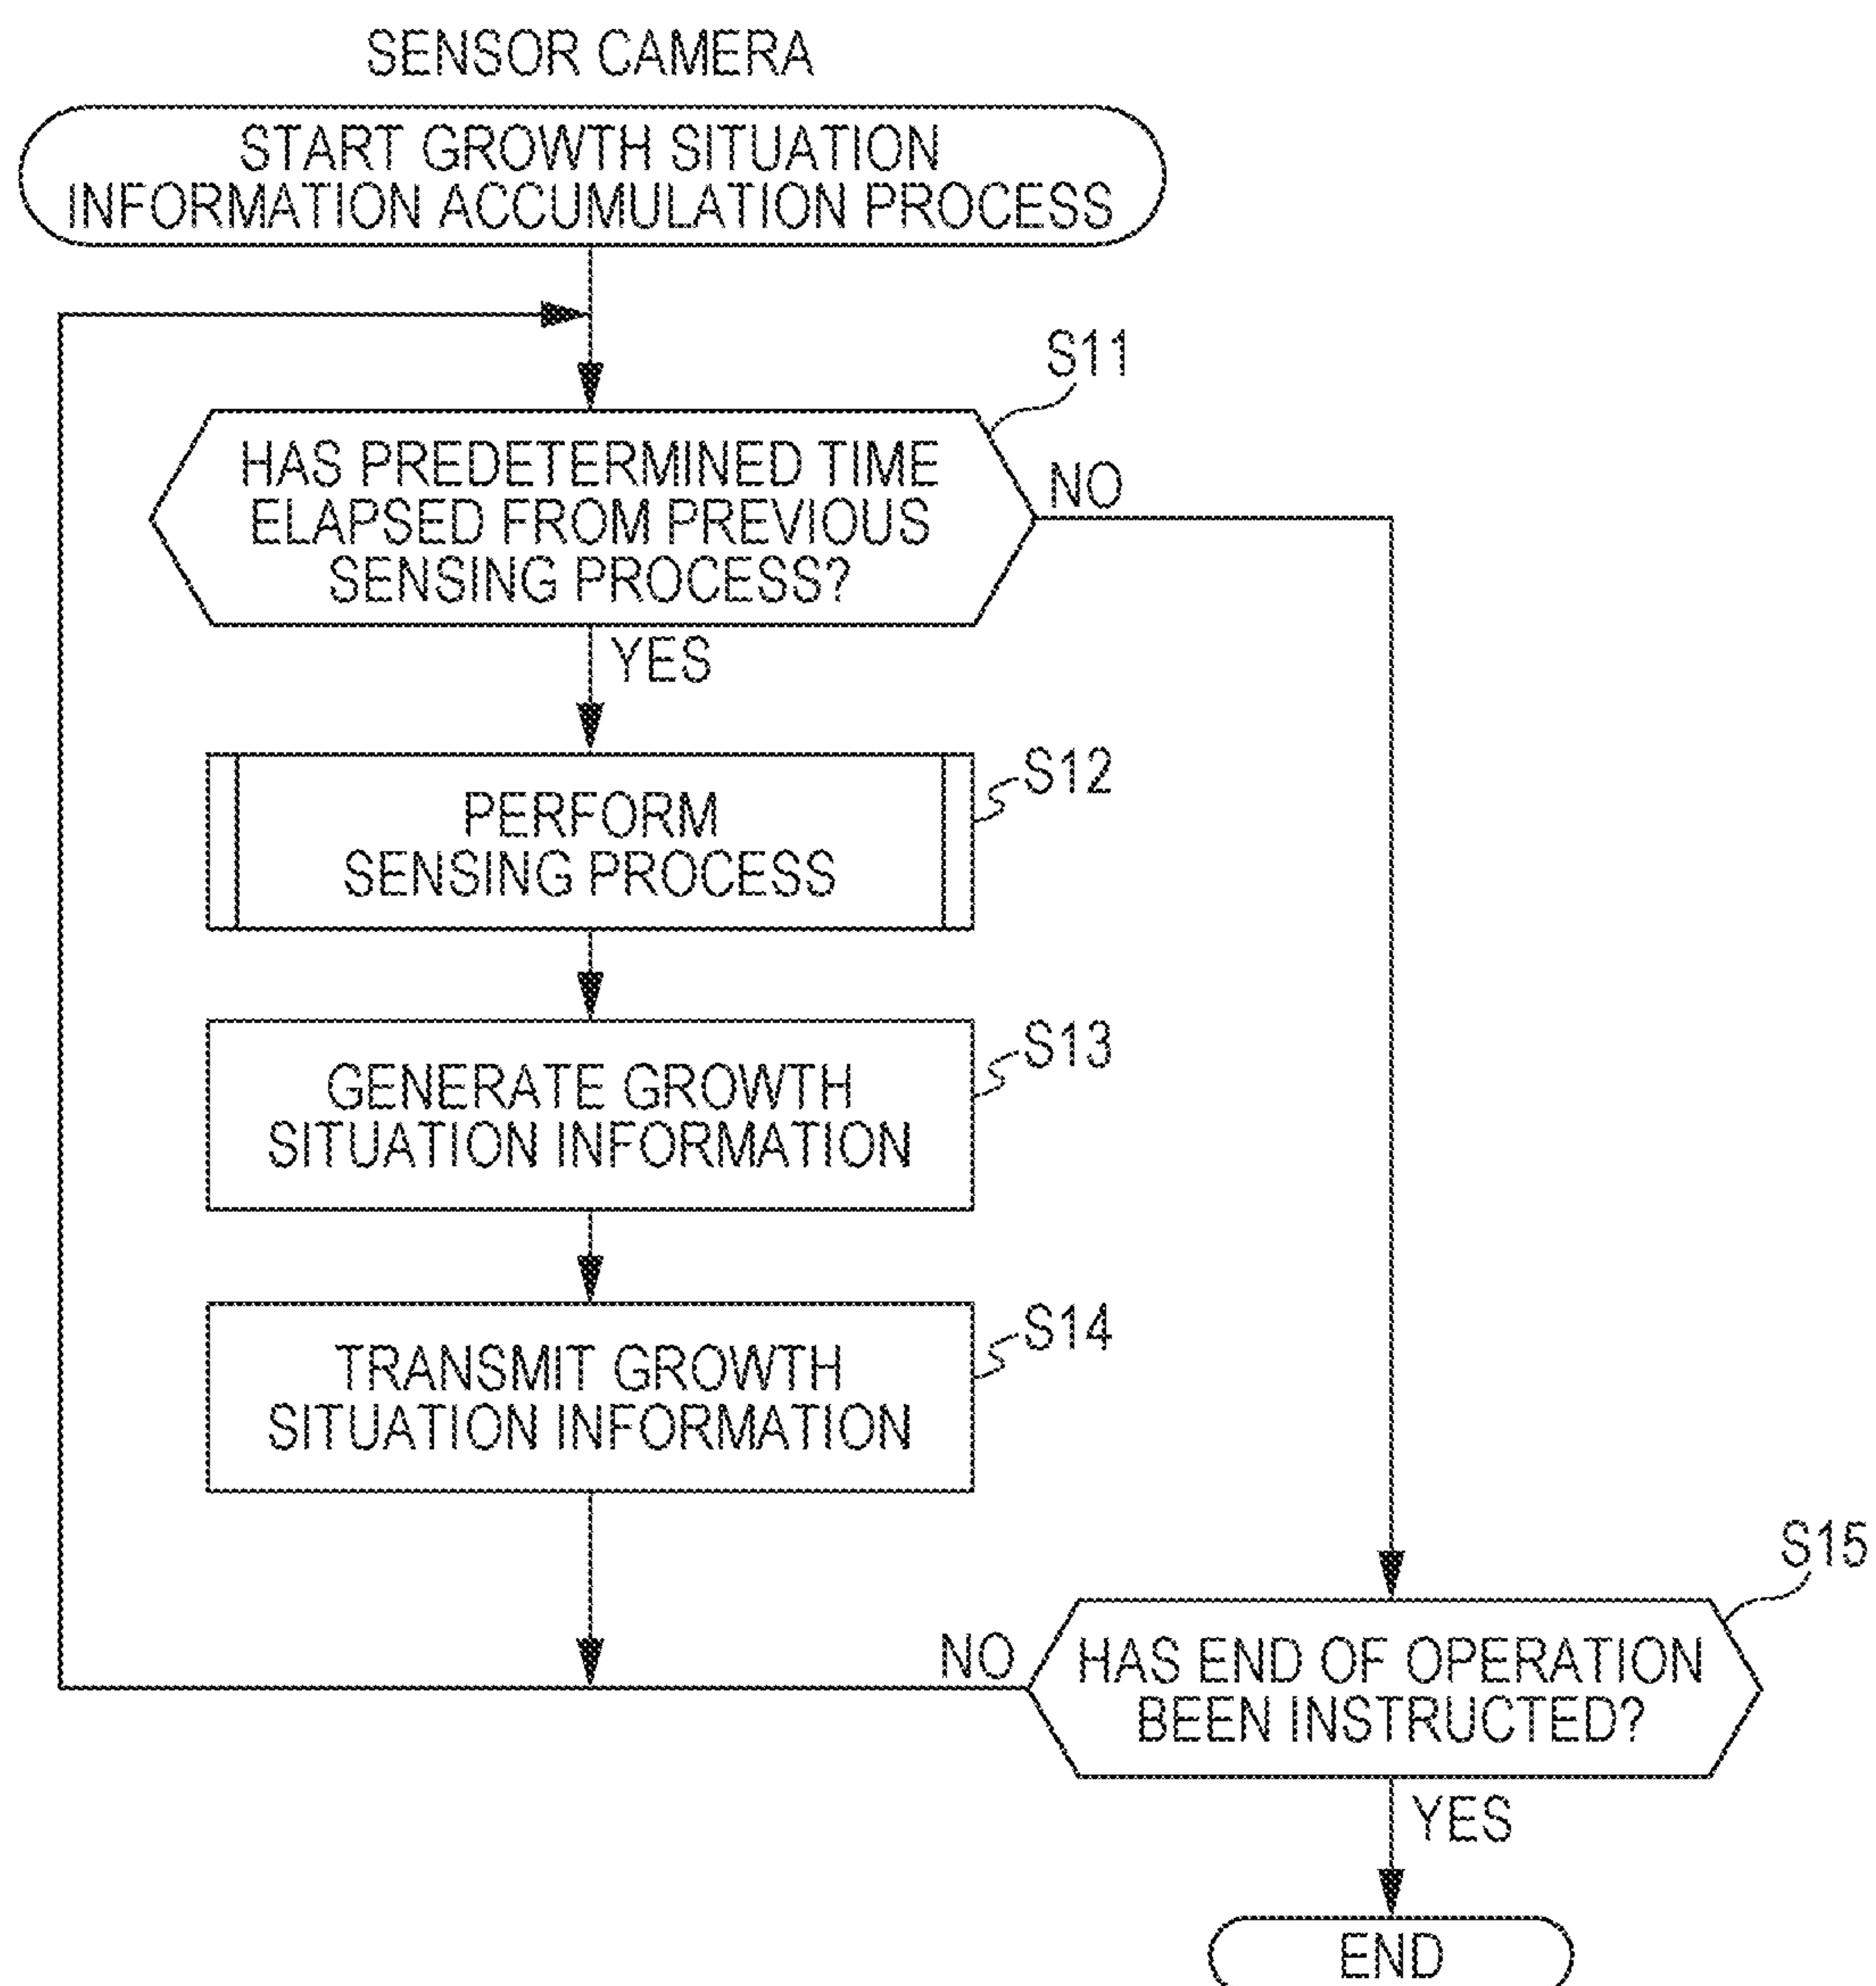 SENSOR CAMERA
START GROWTH SITUATION
INFORMATION ACCUMULATION PROCESS
S11
HAS PREDETERMINED TIME
ELAPSED FROM PREVIOUS
SENSING PROCESS?
NO
YES
S12
PERFORM
SENSING PROCESS
S13
GENERATE GROWTH
SITUATION INFORMATION
S14
TRANSMIT GROWTH
SITUATION INFORMATION
S15
NO
HAS END OF OPERATION
BEEN INSTRUCTED?
YES
END